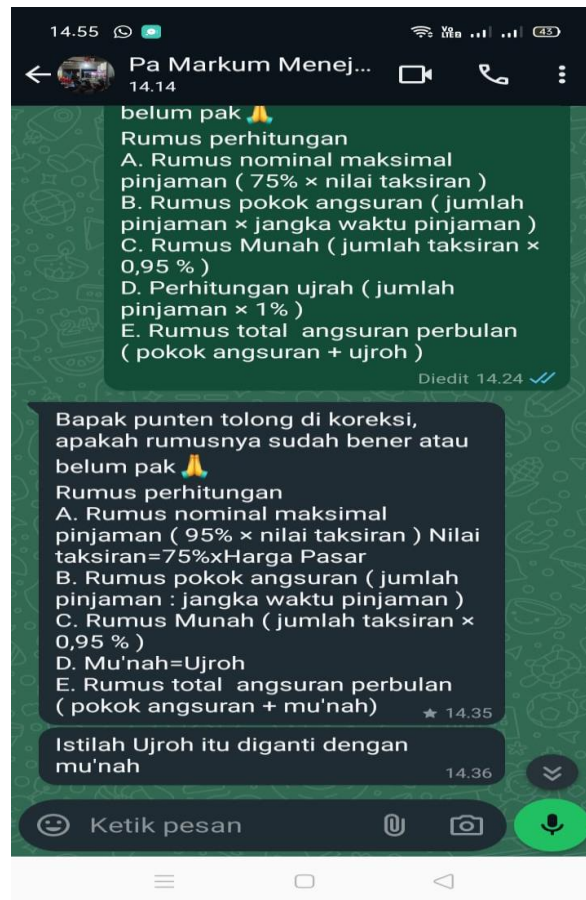 14.55
Vo
LTE
43
Pa Markum Menej...
14.14
belum pak 🙏
Rumus perhitungan
A. Rumus nominal maksimal
pinjaman ( 75% × nilai taksiran )
B. Rumus pokok angsuran ( jumlah
pinjaman × jangka waktu pinjaman )
C. Rumus Munah ( jumlah taksiran ×
0,95 % )
D. Perhitungan ujrah ( jumlah
pinjaman × 1% )
E. Rumus total angsuran perbulan
( pokok angsuran + ujroh )
Diedit 14.24
Bapak punten tolong di koreksi,
apakah rumusnya sudah bener atau
belum pak 🙏
Rumus perhitungan
A. Rumus nominal maksimal
pinjaman ( 95% × nilai taksiran ) Nilai
taksiran=75%xHarga Pasar
B. Rumus pokok angsuran ( jumlah
pinjaman : jangka waktu pinjaman )
C. Rumus Munah ( jumlah taksiran ×
0,95 % )
D. Mu'nah=Ujroh
E. Rumus total angsuran perbulan
( pokok angsuran + mu'nah)
14.35
Istilah Ujroh itu diganti dengan
mu'nah
14.36
Ketik pesan